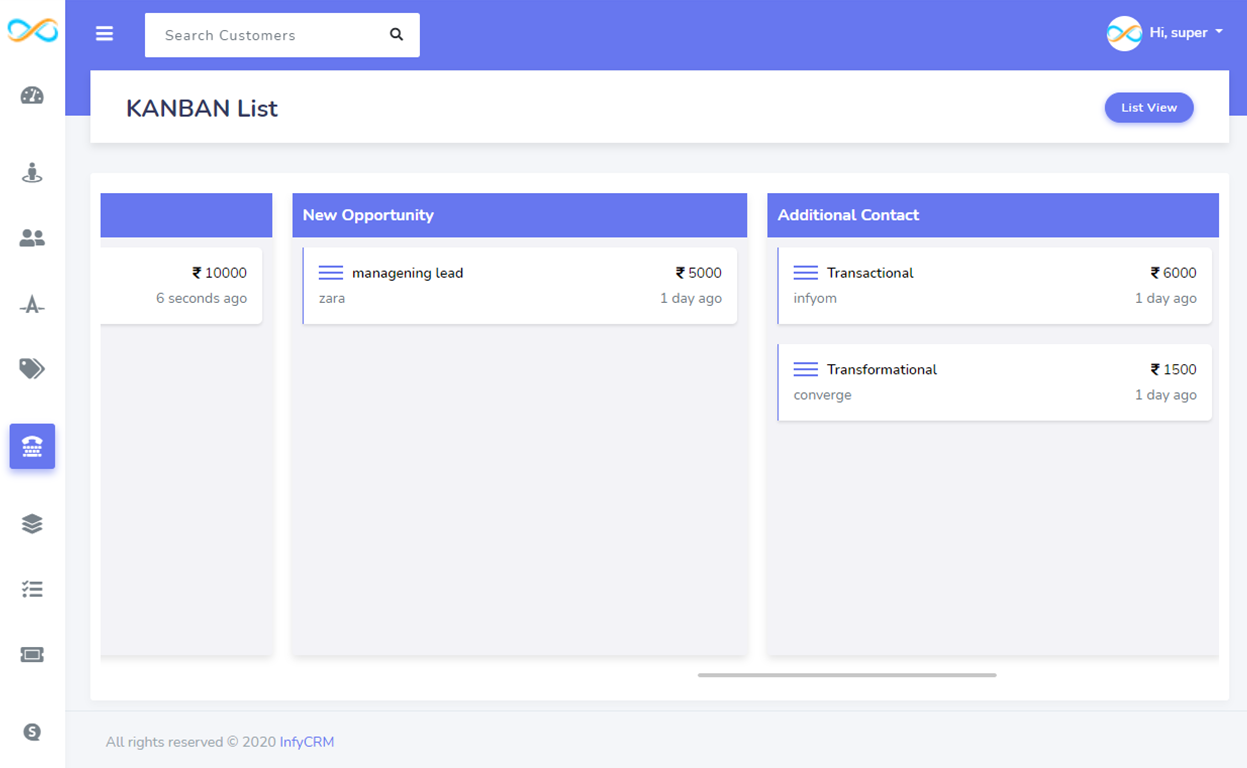 Search Customers
Hi, super
KANBAN List
List View
New Opportunity
Additional Contact
₹ 10000
6 seconds ago
managening lead
₹ 5000
zara
1 day ago
Transactional
₹ 6000
infyom
1 day ago
Transformational
₹ 1500
converge
1 day ago
All rights reserved © 2020 InfyCRM